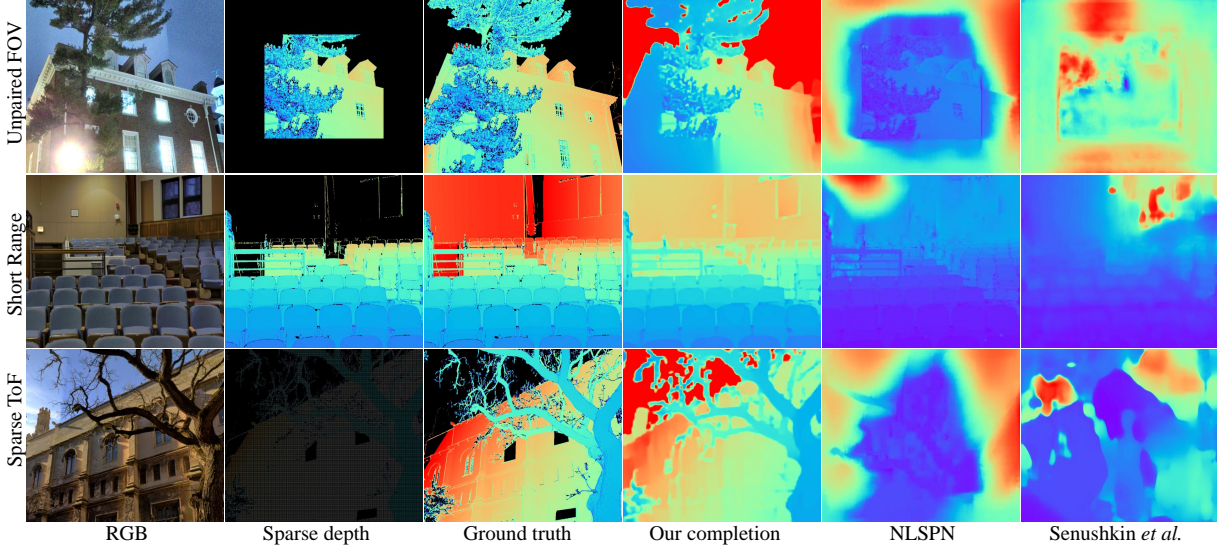 Unpaired FOV
Short Range
Sparse ToF
RGB
Sparse depth
Ground truth
Our completion
NLSPN
Senushkin et al.